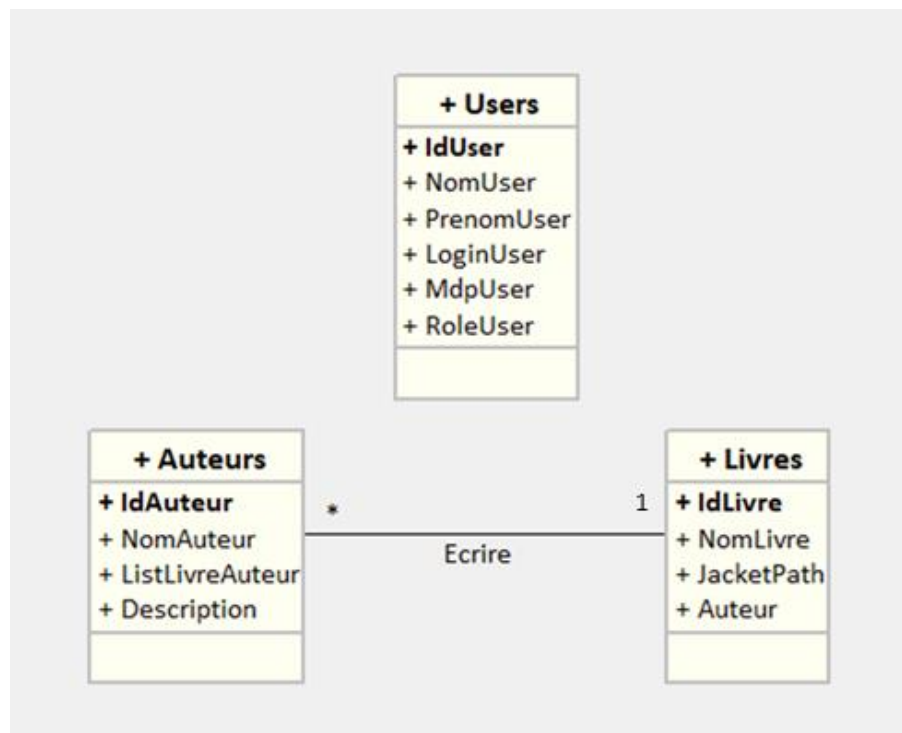 + Users
+ IdUser
+ NomUser
+ PrenomUser
+ LoginUser
+ MdpUser
+ RoleUser
+ Auteurs
+ IdAuteur
+ NomAuteur
+ ListLivreAuteur
+ Description
*
1
Ecrire
+ Livres
+ IdLivre
+ NomLivre
+ JacketPath
+ Auteur